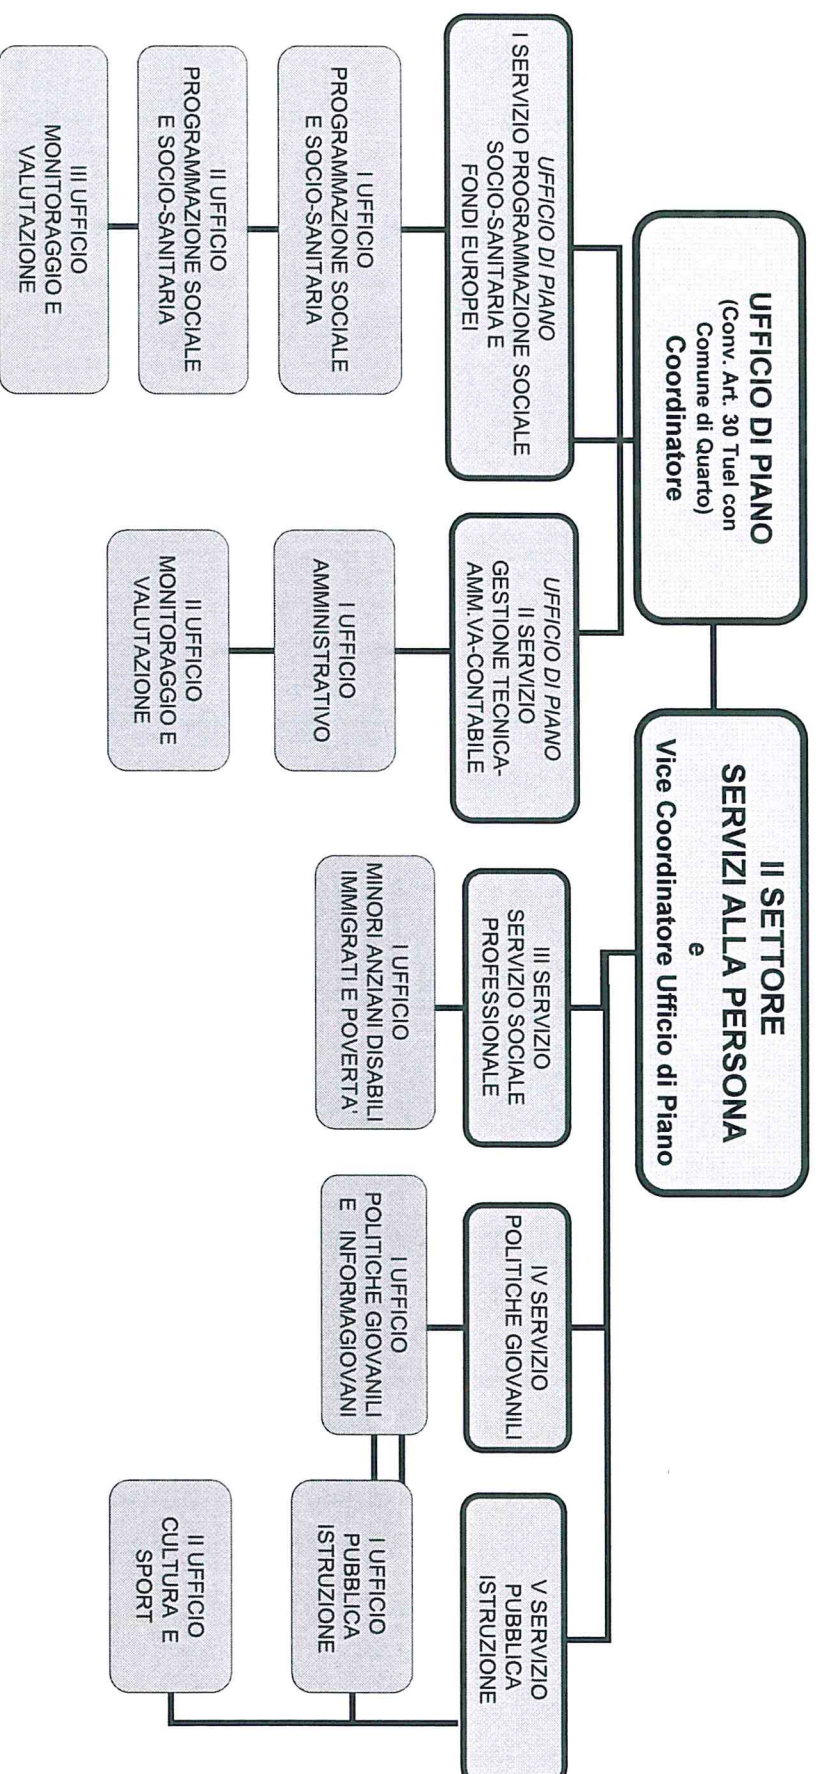 UFFICIO DI PIANO
(Conv. Art. 30 Tuel con
Comune di Quarto)
Coordinatore
II SETTORE
SERVIZI ALLA PERSONA
e
Vice Coordinatore Ufficio di Piano
UFFICIO DI PIANO
I SERVIZIO PROGRAMMAZIONE SOCIALE
SOCIO-SANITARIA E
FONDI EUROPEI
I UFFICIO
PROGRAMMAZIONE SOCIALE
E SOCIO-SANITARIA
II UFFICIO
PROGRAMMAZIONE SOCIALE
E SOCIO-SANITARIA
III UFFICIO
MONITORAGGIO E
VALUTAZIONE
UFFICIO DI PIANO
II SERVIZIO
GESTIONE TECNICA-
AMM.VA-CONTABILE
I UFFICIO
AMMINISTRATIVO
II UFFICIO
MONITORAGGIO E
VALUTAZIONE
III SERVIZIO
SERVIZIO SOCIALE
PROFESSIONALE
I UFFICIO
MINORI ANZIANI DISABILI
IMMIGRATI E POVERTA'
IV SERVIZIO
POLITICHE GIOVANILI
I UFFICIO
POLITICHE GIOVANILI
E INFORMAGIOVANI
V SERVIZIO
PUBBLICA
ISTRUZIONE
I UFFICIO
PUBBLICA
ISTRUZIONE
II UFFICIO
CULTURA E
SPORT